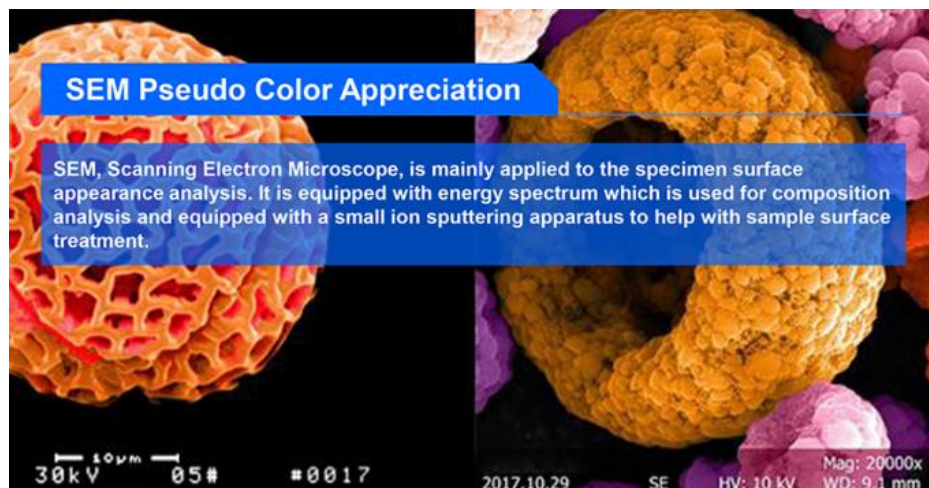 SEM Pseudo Color Appreciation
SEM, Scanning Electron Microscope, is mainly applied to the specimen surface
appearance analysis. It is equipped with energy spectrum which is used for composition
analysis and equipped with a small ion sputtering apparatus to help with sample surface
treatment.
10μm
30kV 05# #0017
Mag: 20000x
2017.10.29 SE HV: 10 kV WD: 9.1 mm